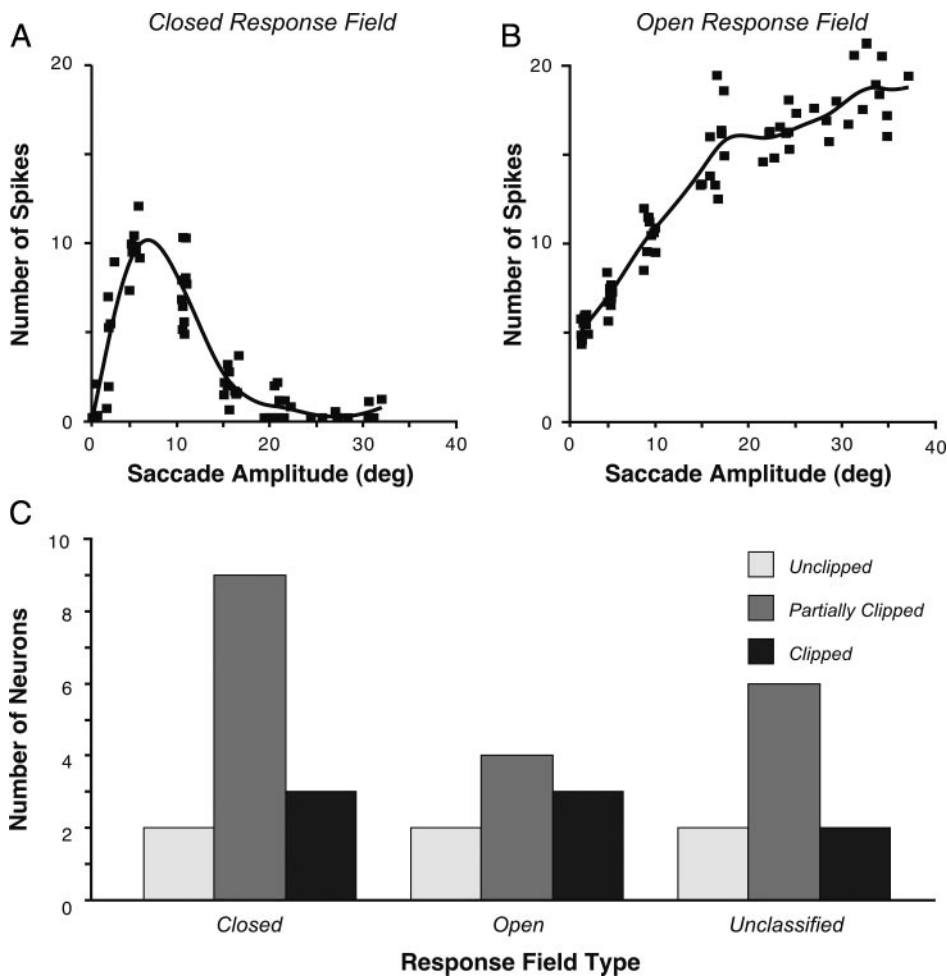 A
Closed Response Field
Number of Spikes
20
10
0
0
10
20
30
40
Saccade Amplitude (deg)
B
Open Response Field
Number of Spikes
20
10
0
0
10
20
30
40
Saccade Amplitude (deg)
C
Number of Neurons
10
8
6
4
2
0
Unclipped
Partially Clipped
Clipped
Closed
Open
Unclassified
Response Field Type